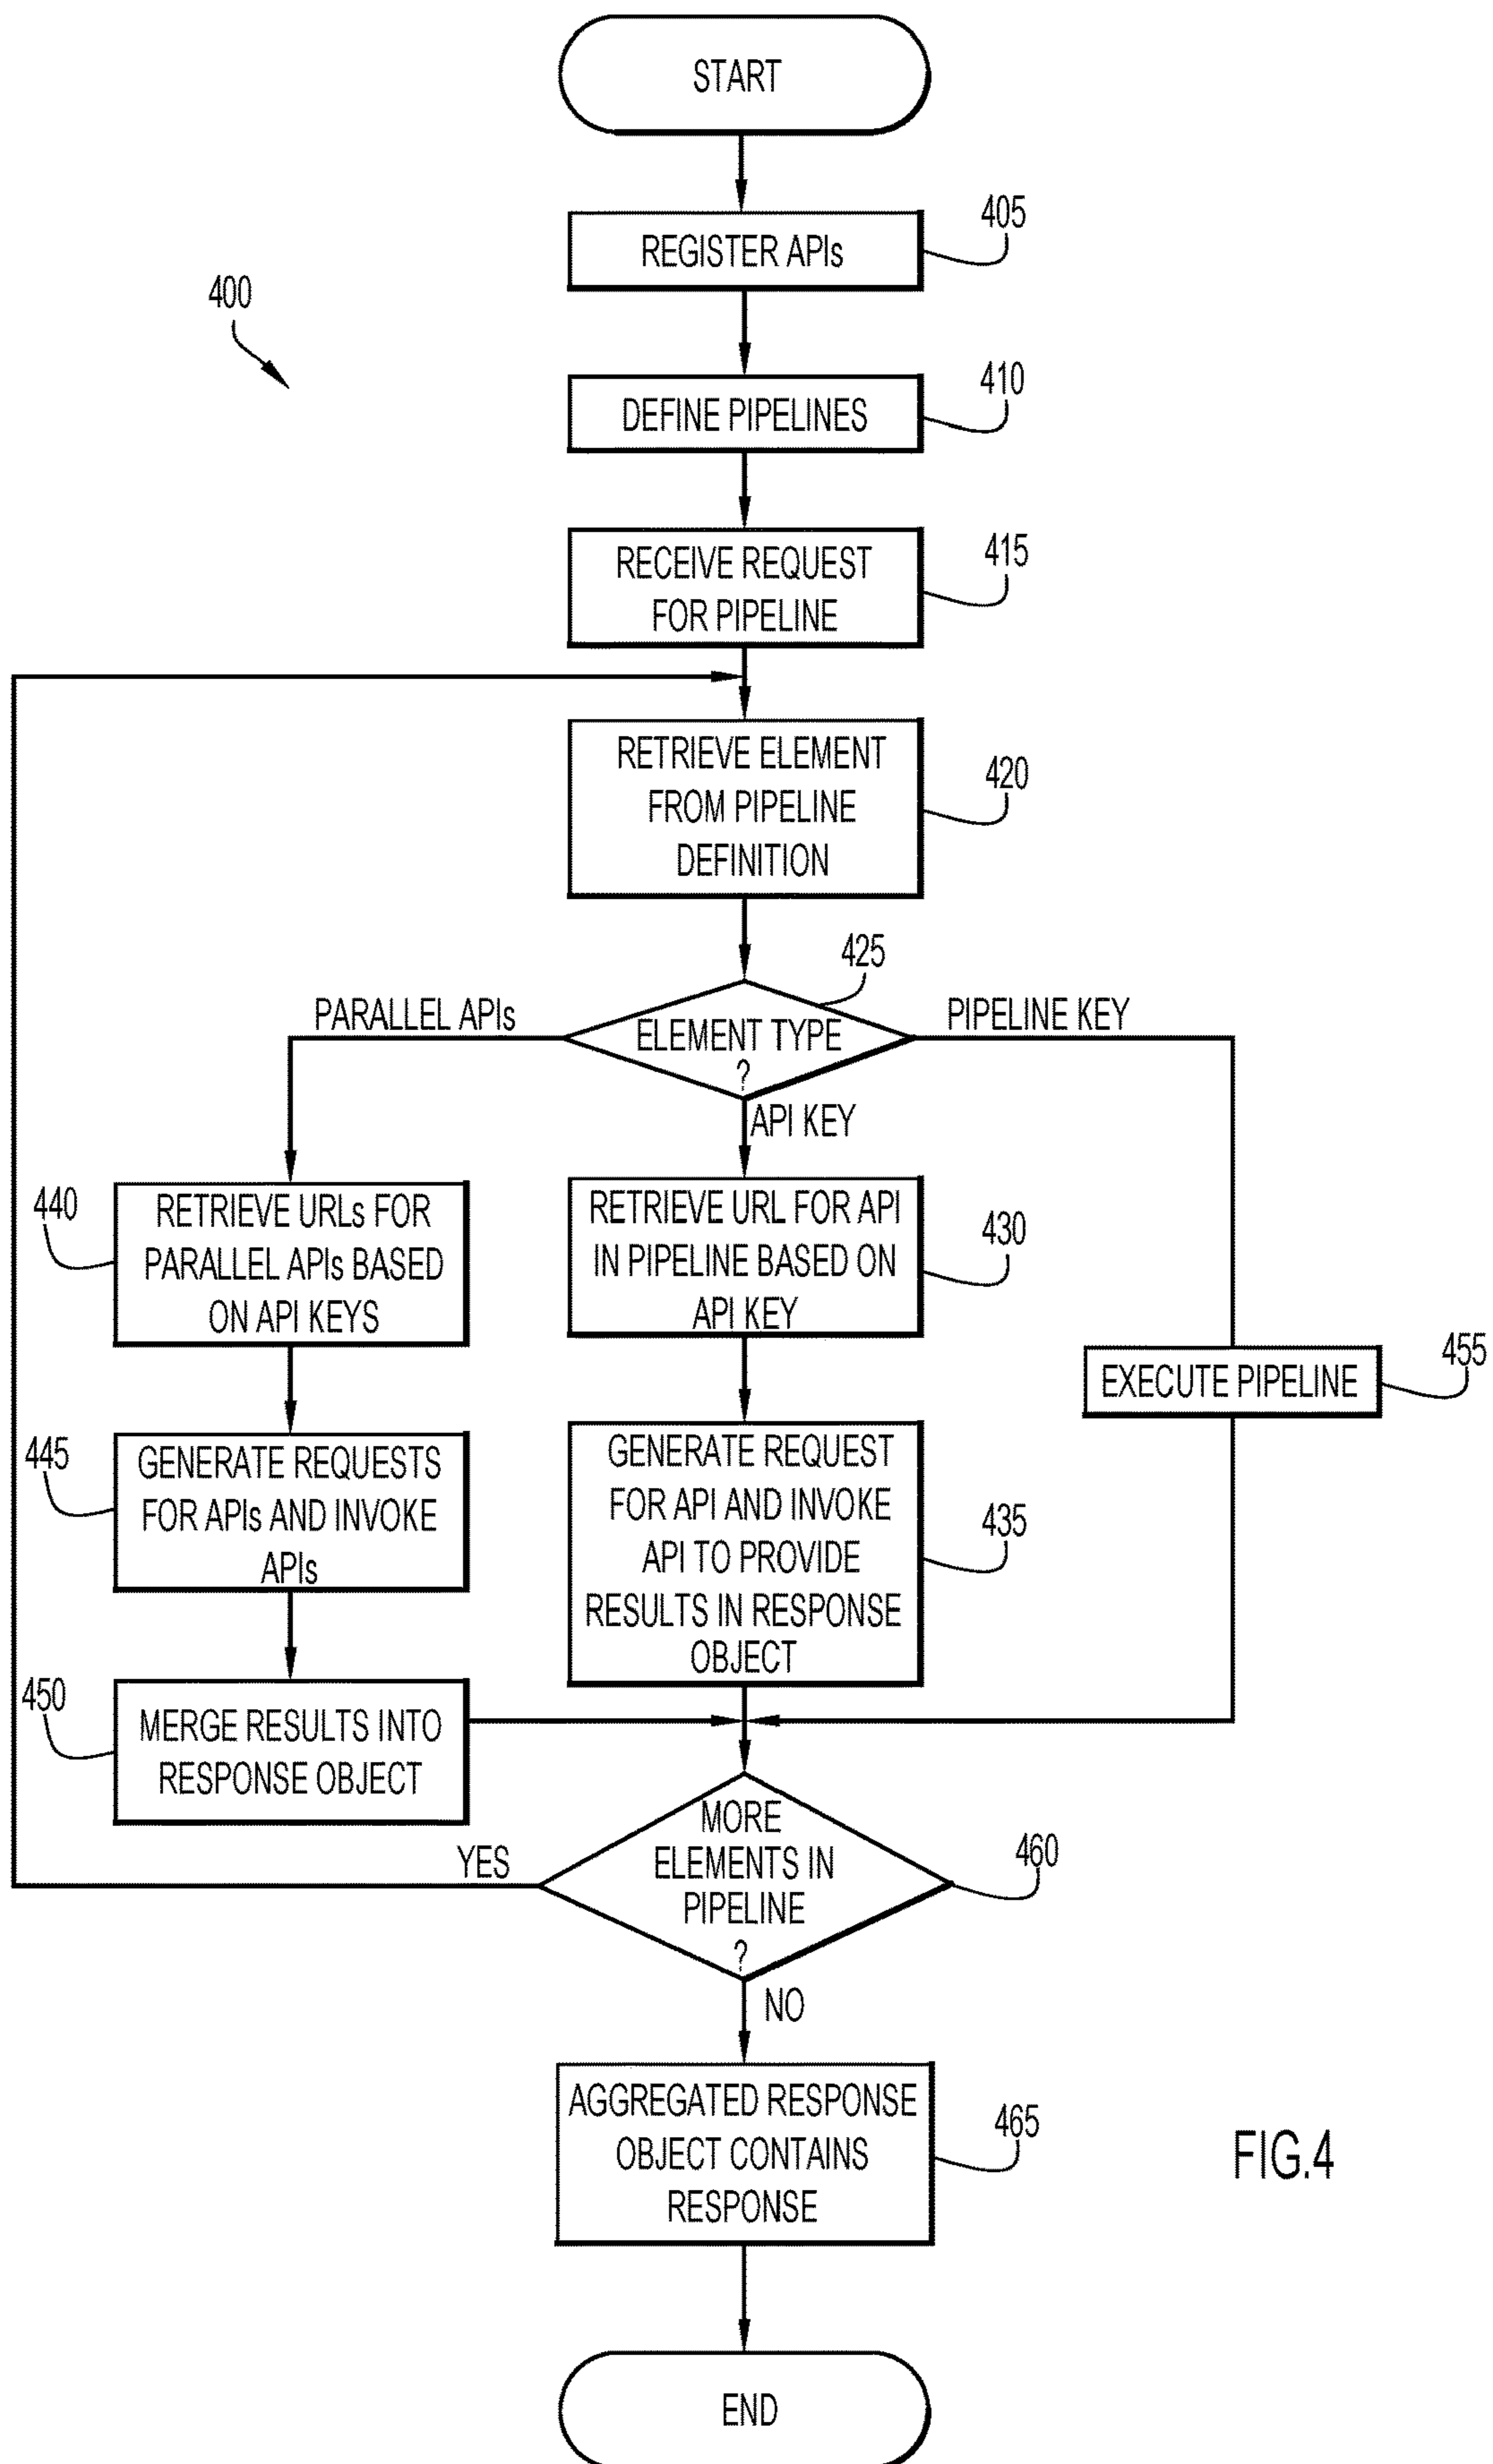 START
405
REGISTER APIs
400
410
DEFINE PIPELINES
415
RECEIVE REQUEST
FOR PIPELINE
RETRIEVE ELEMENT
FROM PIPELINE
DEFINITION
420
425
PARALLEL APIs
ELEMENT TYPE
?
PIPELINE KEY
API KEY
440
RETRIEVE URLs FOR
PARALLEL APIs BASED
ON API KEYS
RETRIEVE URL FOR API
IN PIPELINE BASED ON
API KEY
430
455
EXECUTE PIPELINE
445
GENERATE REQUESTS
FOR APIs AND INVOKE
APIs
GENERATE REQUEST
FOR API AND INVOKE
API TO PROVIDE
RESULTS IN RESPONSE
OBJECT
435
450
MERGE RESULTS INTO
RESPONSE OBJECT
MORE
ELEMENTS IN
PIPELINE
?
460
YES
NO
AGGREGATED RESPONSE
OBJECT CONTAINS
RESPONSE
465
FIG.4
END